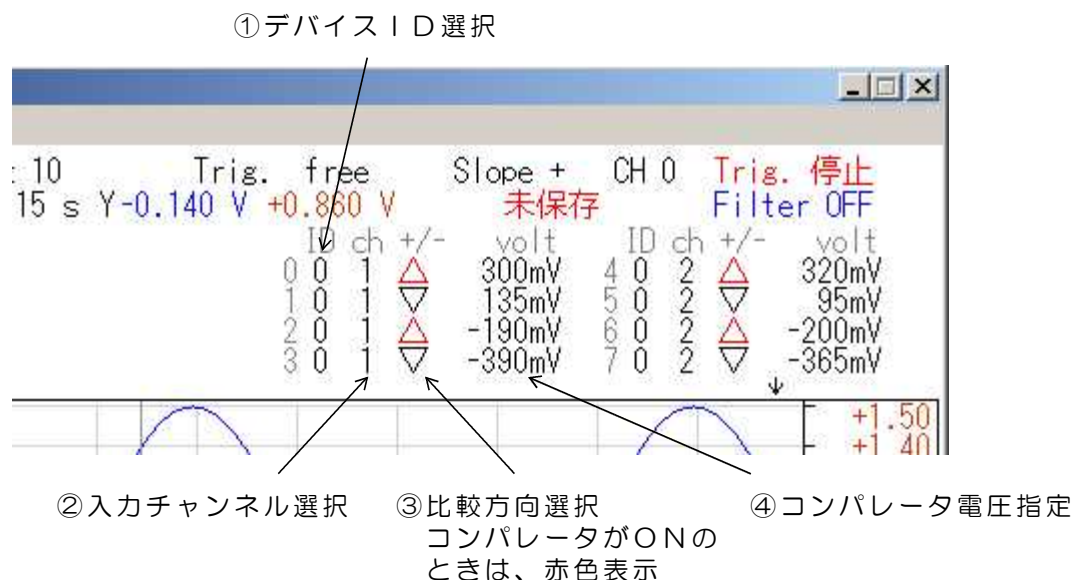 ①デバイスＩＤ選択
: 10 Trig. free Slope + CH 0 Trig. 停止
15 s Y-0.140 V +0.860 V 未保存 Filter OFF
ID ch +/- volt ID ch +/- volt
0 0 1 △ 300mV 4 0 2 △ 320mV
1 0 1 ▽ 135mV 5 0 2 ▽ 95mV
2 0 1 △ -190mV 6 0 2 △ -200mV
3 0 1 ▽ -390mV 7 0 2 ▽ -365mV
+1.50
+1.40
②入力チャンネル選択 ③比較方向選択 ④コンパレータ電圧指定
コンパレータがＯＮの
ときは、赤色表示